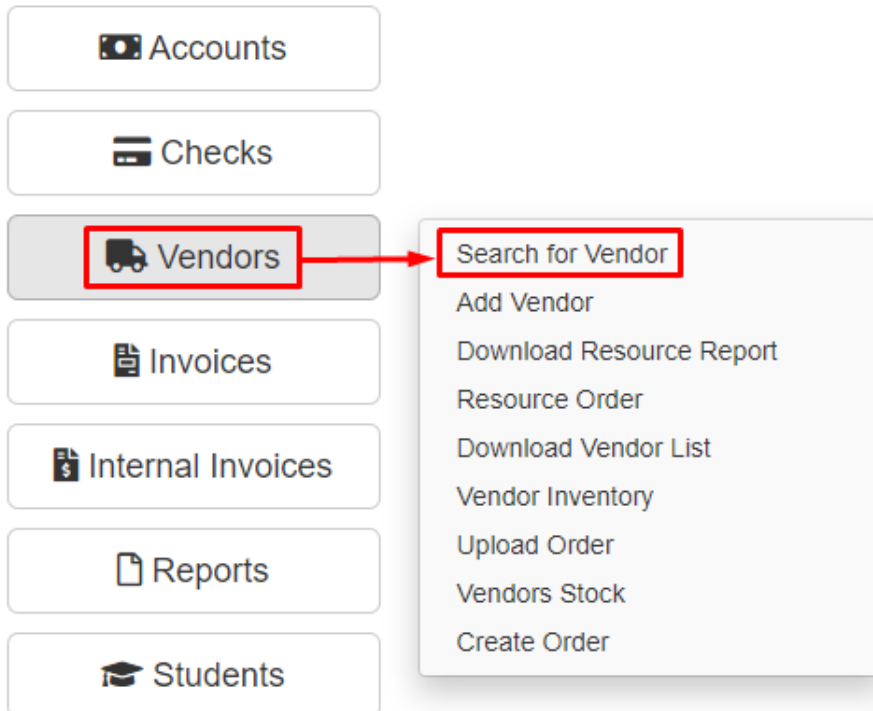 Accounts
Checks
Vendors
Invoices
Internal Invoices
Reports
Students
Search for Vendor
Add Vendor
Download Resource Report
Resource Order
Download Vendor List
Vendor Inventory
Upload Order
Vendors Stock
Create Order